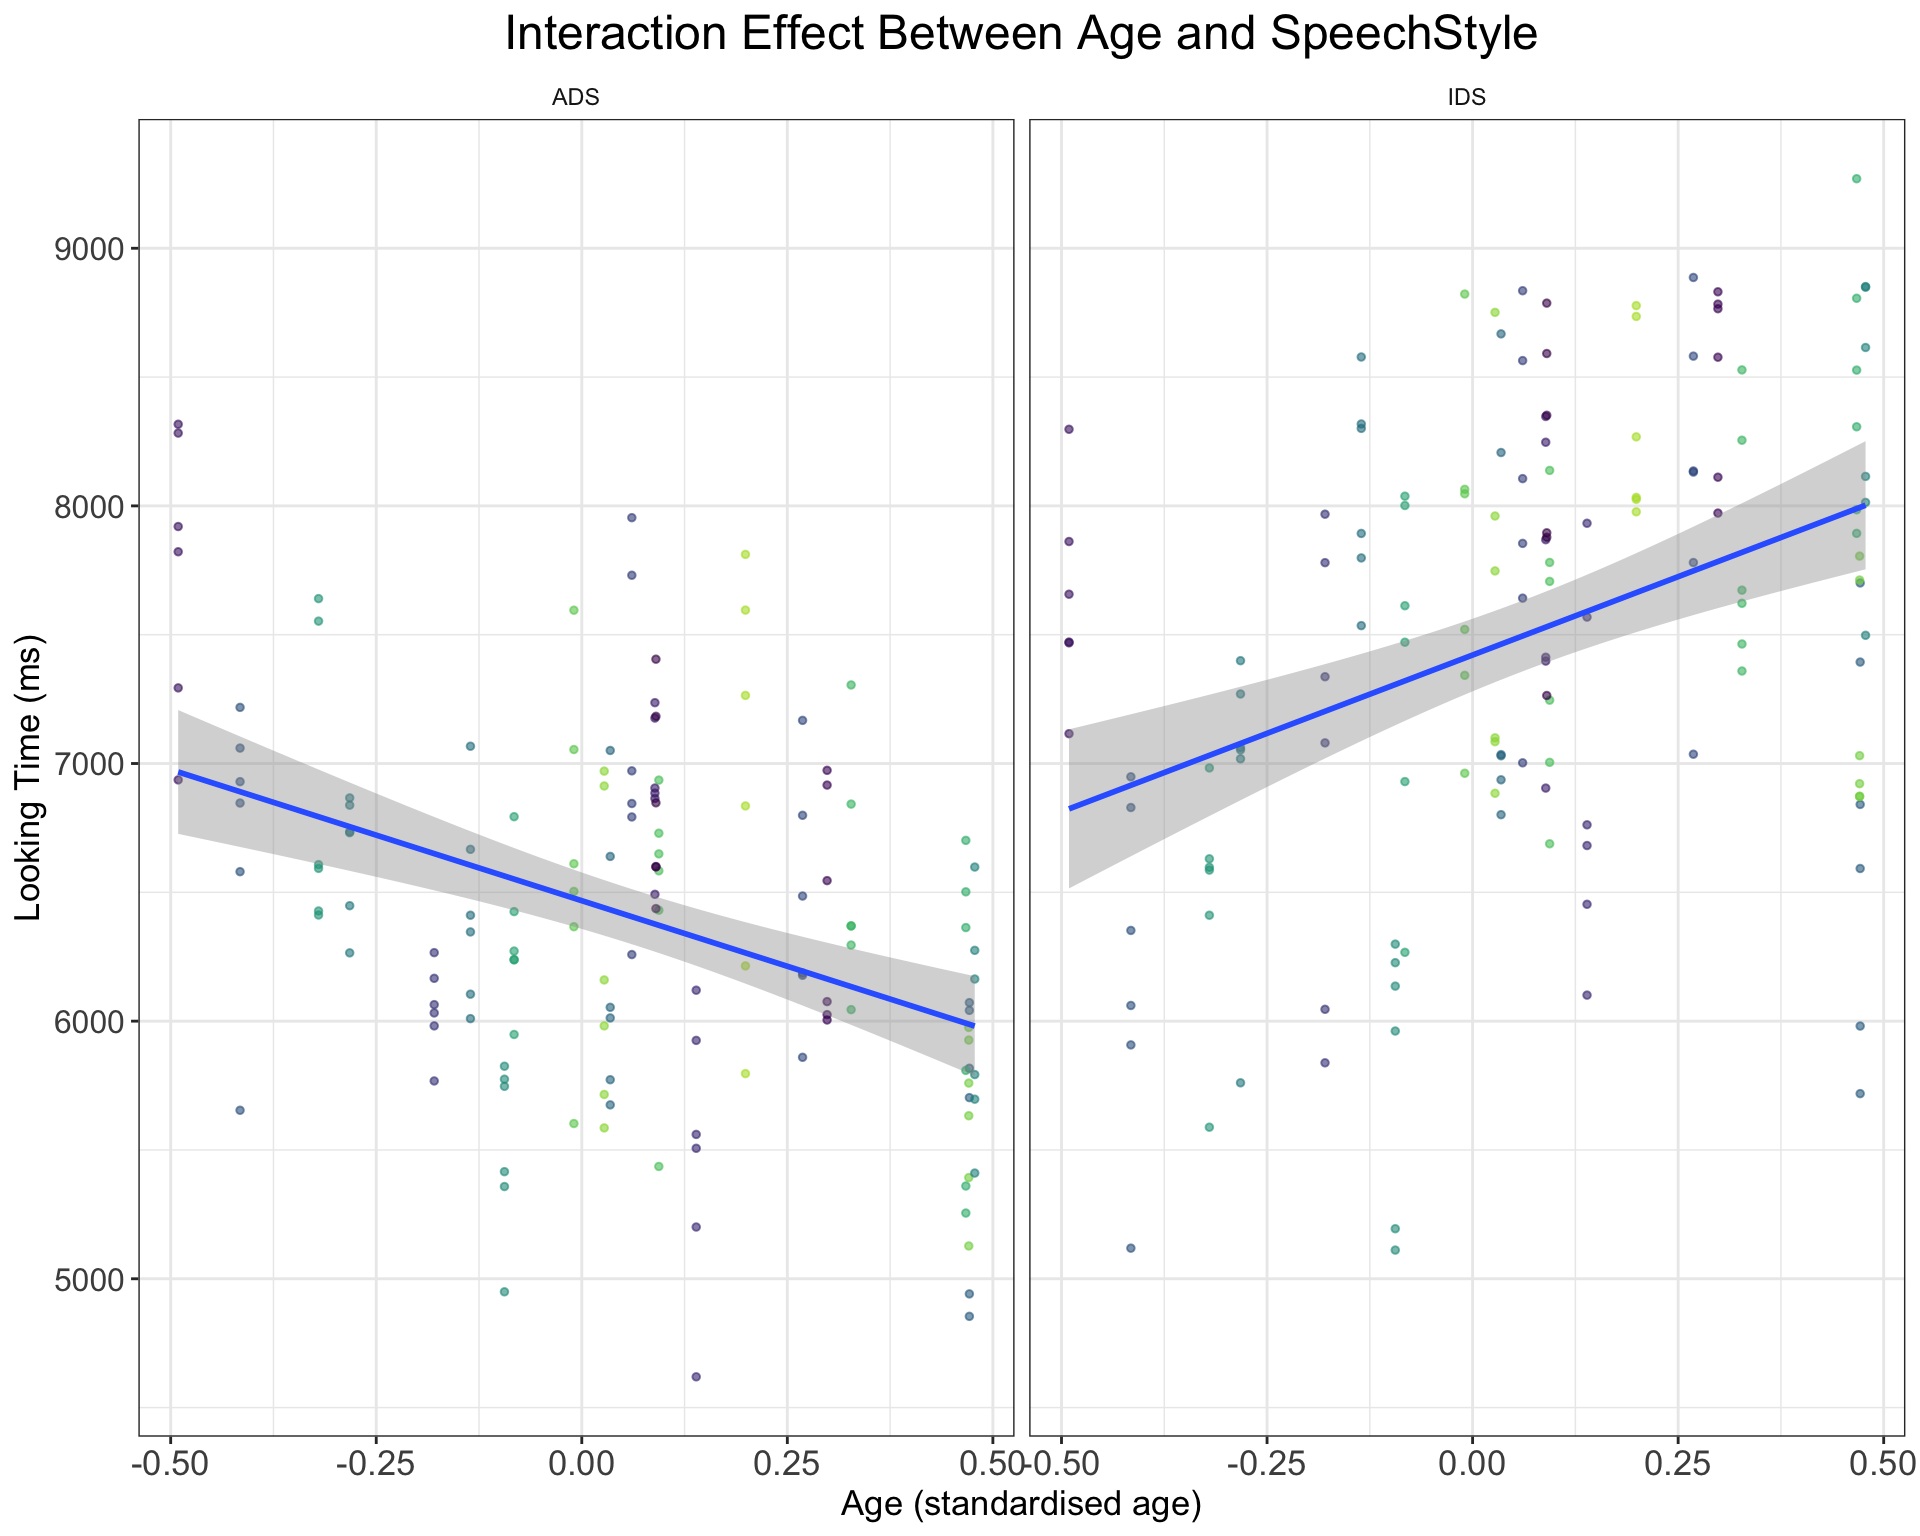 Interaction Effect Between Age and SpeechStyle
ADS
IDS
Looking Time (ms)
9000
8000
7000
6000
5000
-0.50 -0.25 0.00 0.25 0.50 -0.50 -0.25 0.00 0.25 0.50
Age (standardised age)